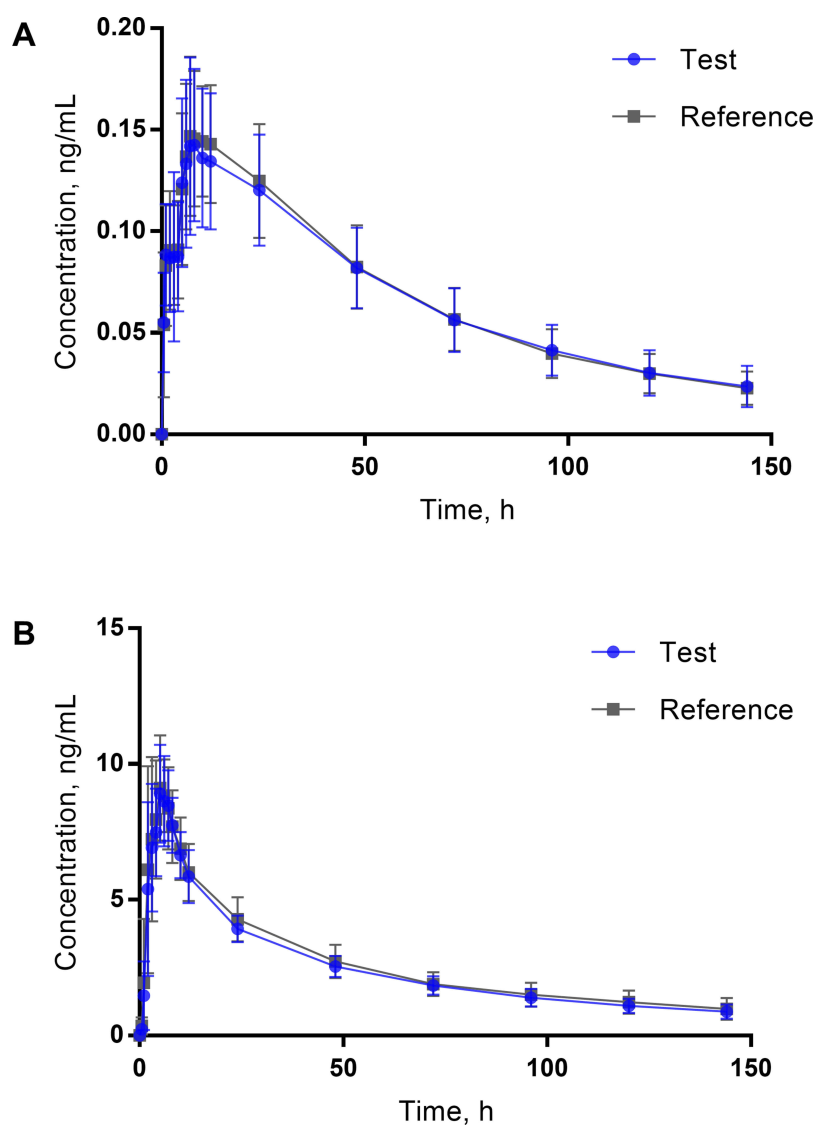 A
0.20
0.15
0.10
0.05
0.00
Concentration, ng/mL
0
50
100
150
Time, h
Test
Reference
B
15
10
5
0
Concentration, ng/mL
0
50
100
150
Time, h
Test
Reference